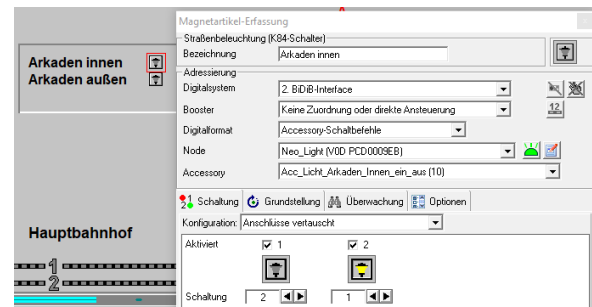 Magnetartikel-Erfassung
Straßenbeleuchtung (K84-Schalter)
Bezeichnung Arkaden innen
Arkaden innen
Arkaden außen
Adressierung
Digitalsystem 2. BiDiB-Interface
Booster Keine Zuordnung oder direkte Ansteuerung 12
Digitalformat Accessory-Schaltbefehle
Node Neo_Light (V0D PCD0009EB)
Accessory Acc_Licht_Arkaden_Innen_ein_aus (10)
2 1 Schaltung Grundstellung Überwachung Optionen
Konfiguration: Anschlüsse vertauscht
Hauptbahnhof
Aktiviert 1 2
1
2
Schaltung 2 1